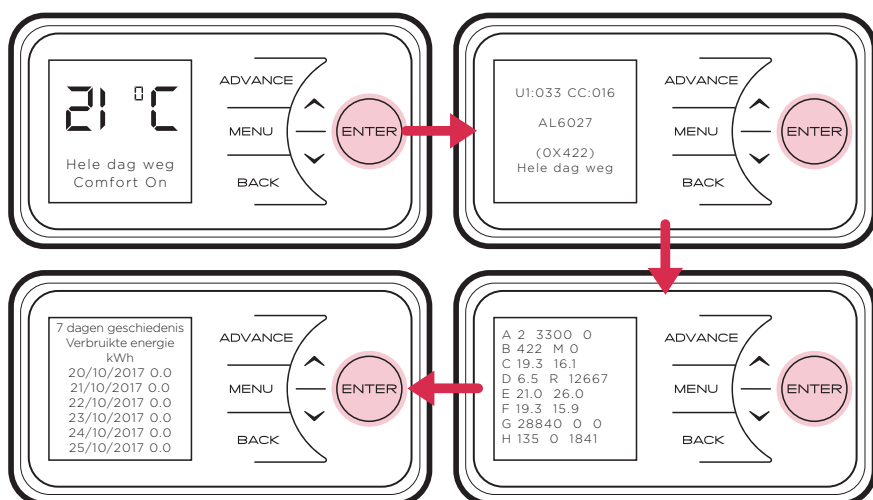 21 °C
Hele dag weg
Comfort On
ADVANCE
MENU
BACK
ENTER
U1:033 CC:016
AL6027
(0X422)
Hele dag weg
ADVANCE
MENU
BACK
ENTER
7 dagen geschiedenis
Verbruikte energie
kWh
20/10/2017 0.0
21/10/2017 0.0
22/10/2017 0.0
23/10/2017 0.0
24/10/2017 0.0
25/10/2017 0.0
ADVANCE
MENU
BACK
ENTER
A 2 3300 0
B 422 M 0
C 19.3 16.1
D 6.5 R 12667
E 21.0 26.0
F 19.3 15.9
G 28840 0 0
H 135 0 1841
ADVANCE
MENU
BACK
ENTER